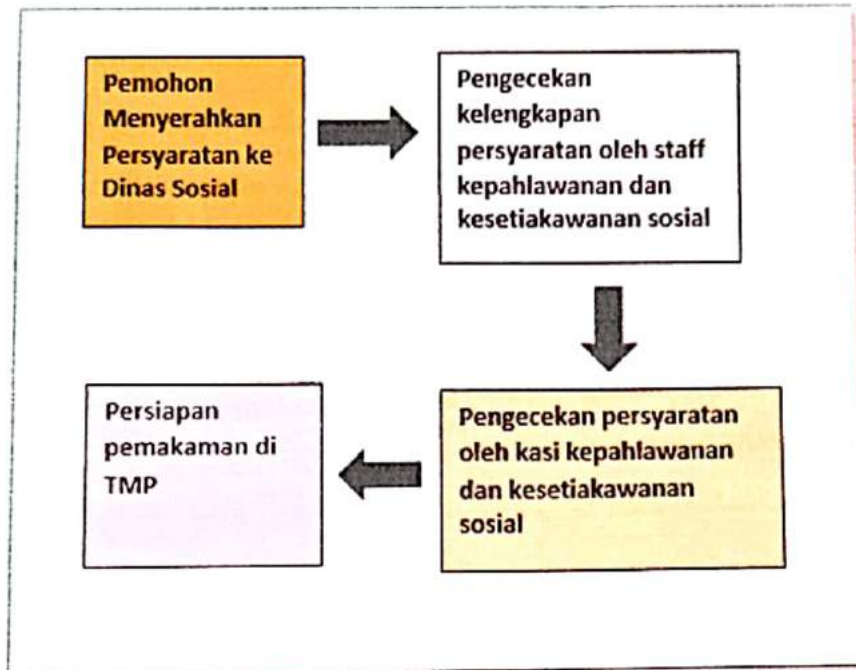 Pemohon
Menyerahkan
Persyaratan ke
Dinas Sosial
Pengecekan
kelengkapan
persyaratan oleh staff
kepahlawanan dan
kesetiakawanan sosial
Pengecekan persyaratan
oleh kasi kepahlawanan
dan kesetiakawanan
sosial
Persiapan
pemakaman di
TMP